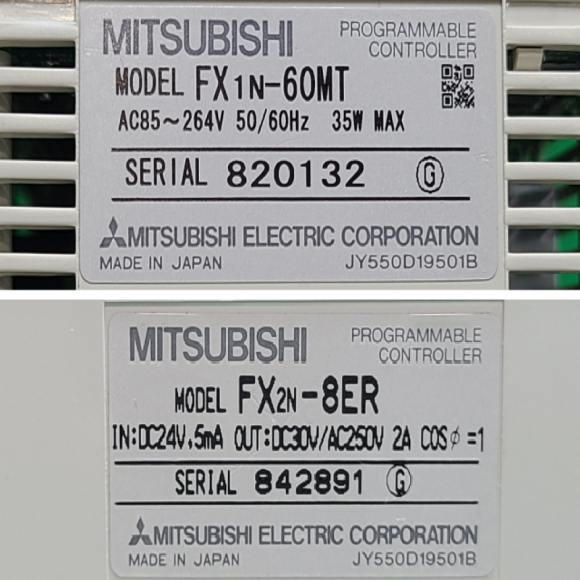 MITSUBISHI PROGRAMMABLE
CONTROLLER
MODEL FX1N-60MT
AC85～264V 50/60Hz 35W MAX
SERIAL 820132 G
MITSUBISHI ELECTRIC CORPORATION
MADE IN JAPAN JY550D19501B
MITSUBISHI PROGRAMMABLE
CONTROLLER
MODEL FX2N-8ER
IN:DC24V.5mA OUT:DC30V/AC250V 2A COSφ=1
SERIAL 842891 G
MITSUBISHI ELECTRIC CORPORATION
MADE IN JAPAN JY550D19501B